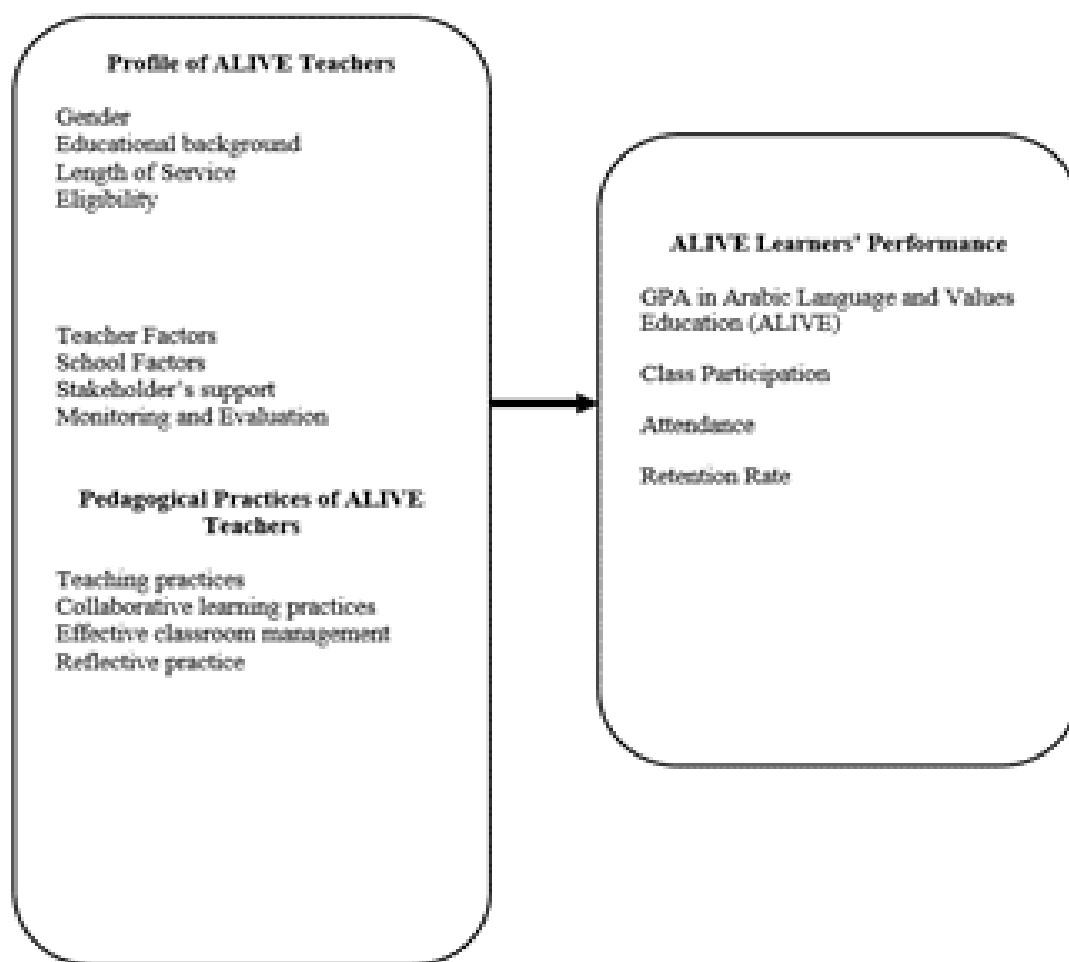 Profile of ALIVE Teachers
Gender
Educational background
Length of Service
Eligibility
Teacher Factors
School Factors
Stakeholder's support
Monitoring and Evaluation
Pedagogical Practices of ALIVE
Teachers
Teaching practices
Collaborative learning practices
Effective classroom management
Reflective practice
ALIVE Learners' Performance
GPA in Arabic Language and Values
Education (ALIVE)
Class Participation
Attendance
Retention Rate